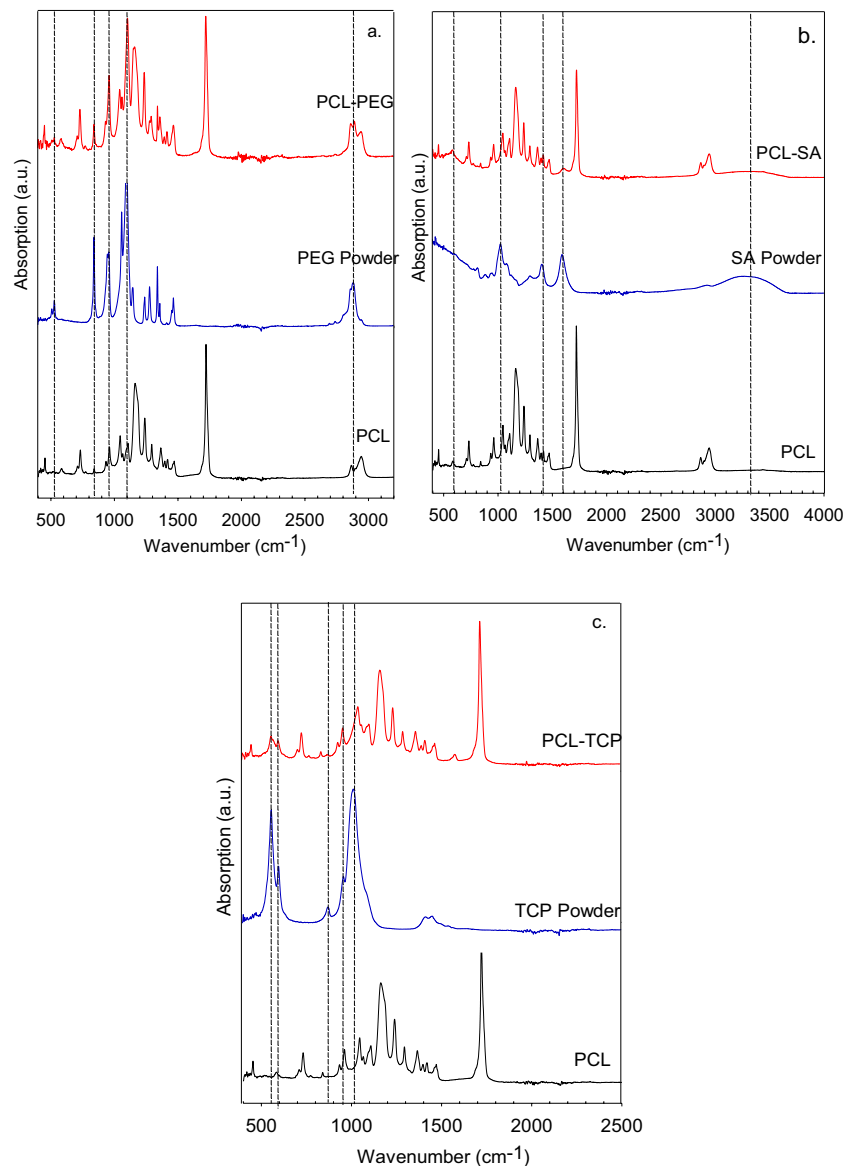 a.
PCL-PEG
PEG Powder
PCL
Absorption (a.u.)
500 1000 1500 2000 2500 3000
Wavenumber (cm-1)
b.
PCL-SA
SA Powder
PCL
Absorption (a.u.)
500 1000 1500 2000 2500 3000 3500 4000
Wavenumber (cm-1)
c.
PCL-TCP
TCP Powder
PCL
Absorption (a.u.)
500 1000 1500 2000 2500
Wavenumber (cm-1)